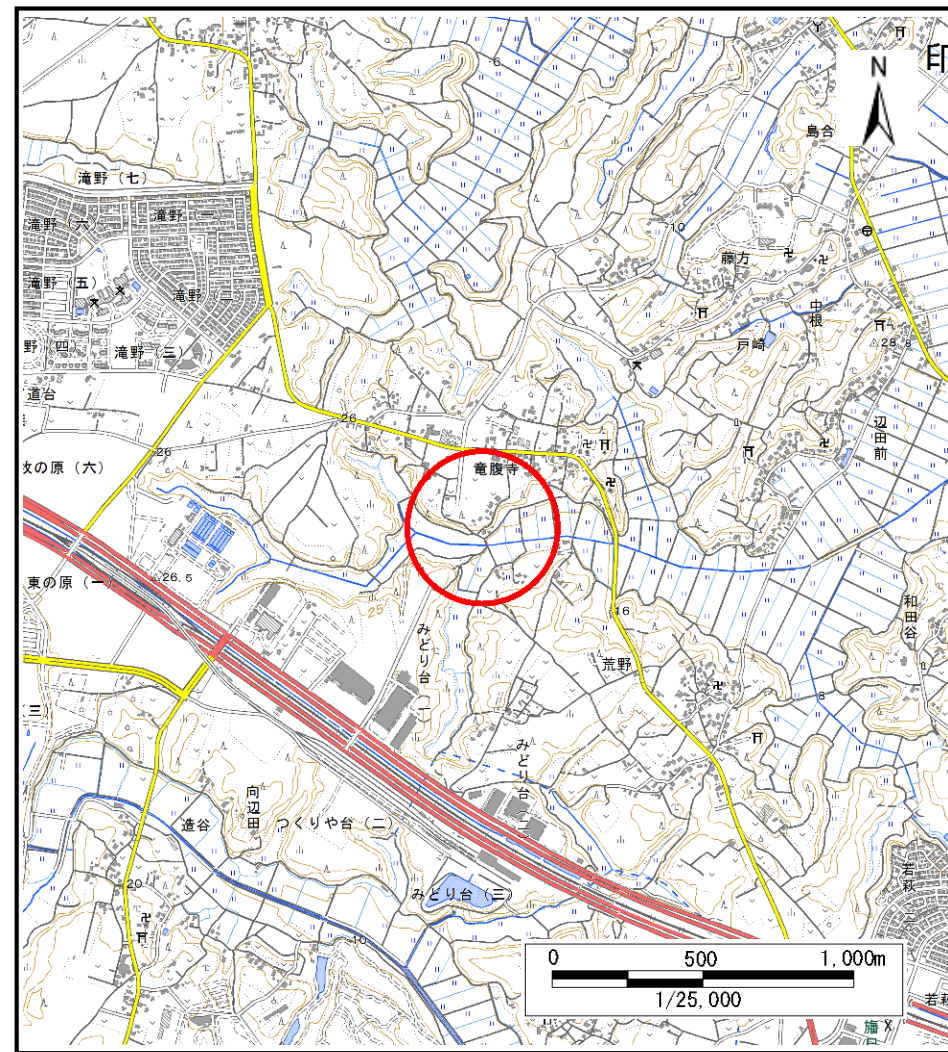 印
N
6
島合
滝野（七）
滝野（六）
滝野（一）
10
藤方
滝野（五）
滝野（二）
中根
戸崎
28.8
野（四）
滝野（三）
20
道台
26
辺田前
26
竜腹寺
牧の原（六）
東の原（一）
26.5
25
和田谷
16
みどり台（一）
荒野
8
三）
みどり台（二）
向辺田
造谷
つくりや台（二）
若萩
20
みどり台（三）
10
0 500 1,000m
1/25,000
若萩